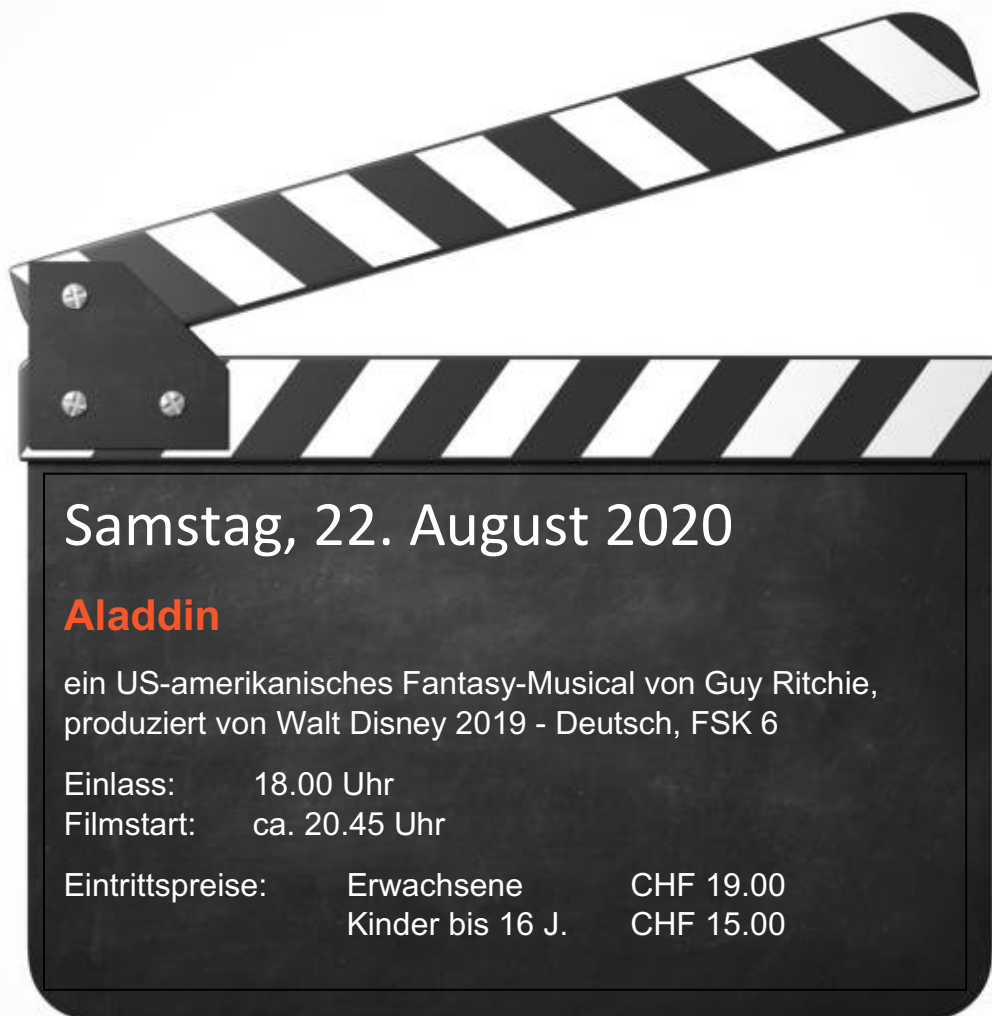 Samstag, 22. August 2020
Aladdin
ein US-amerikanisches Fantasy-Musical von Guy Ritchie,
produziert von Walt Disney 2019 - Deutsch, FSK 6
Einlass: 18.00 Uhr
Filmstart: ca. 20.45 Uhr
Eintrittspreise: Erwachsene CHF 19.00
Kinder bis 16 J. CHF 15.00